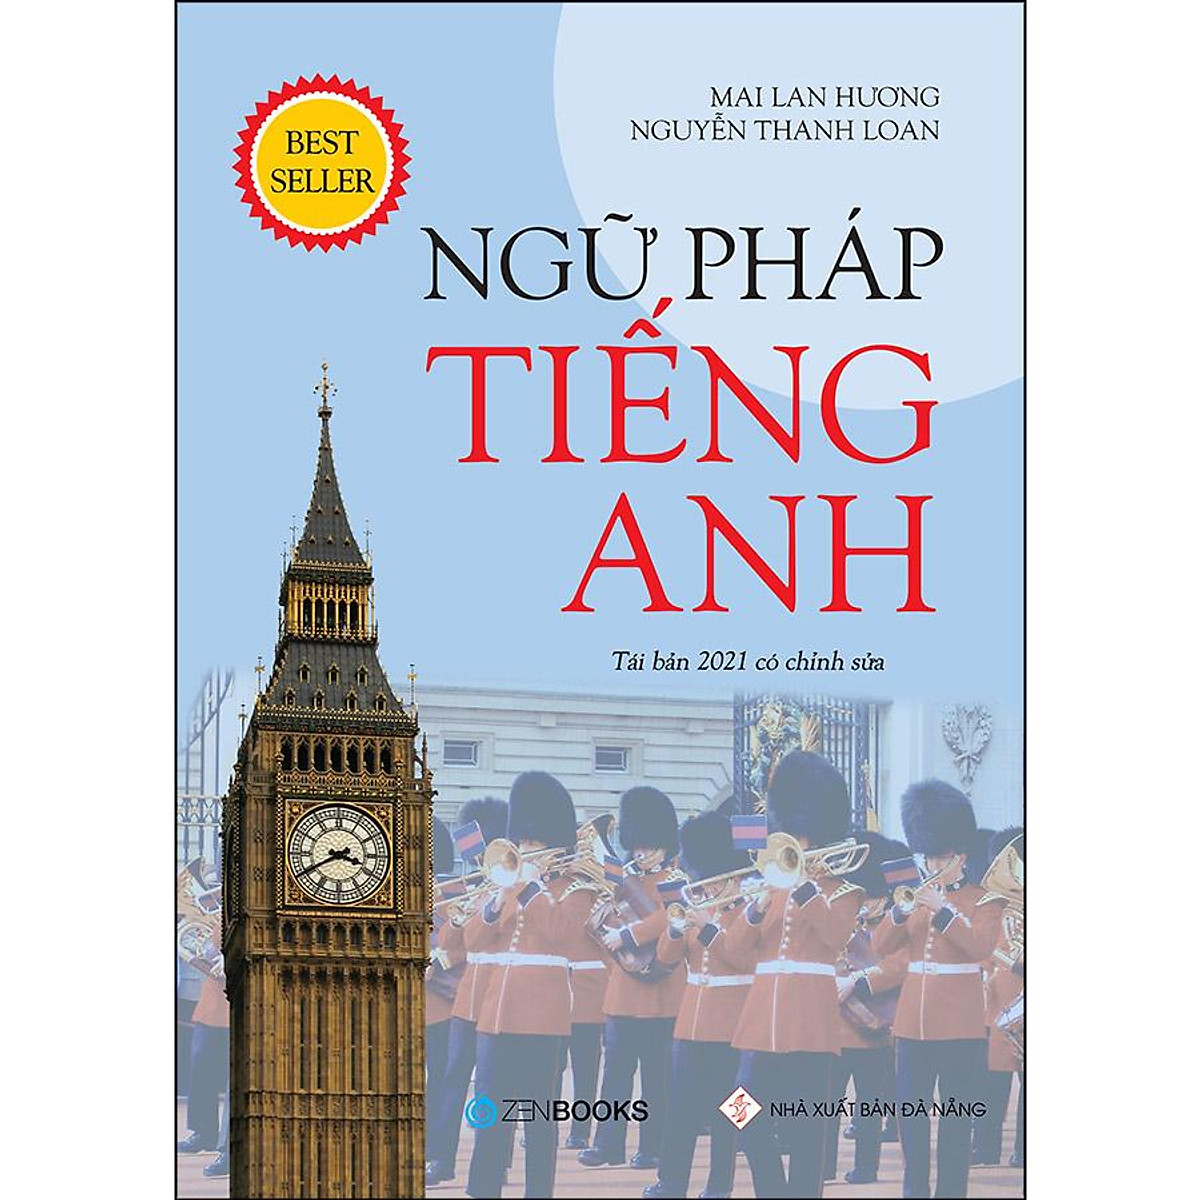 MAI LAN HƯƠNG
NGUYỄN THANH LOAN
BEST
SELLER
NGỮ PHÁP
TIẾNG
ANH
Tái bản 2021 có chỉnh sửa
ZENBOOKS
NHÀ XUẤT BẢN ĐÀ NẴNG